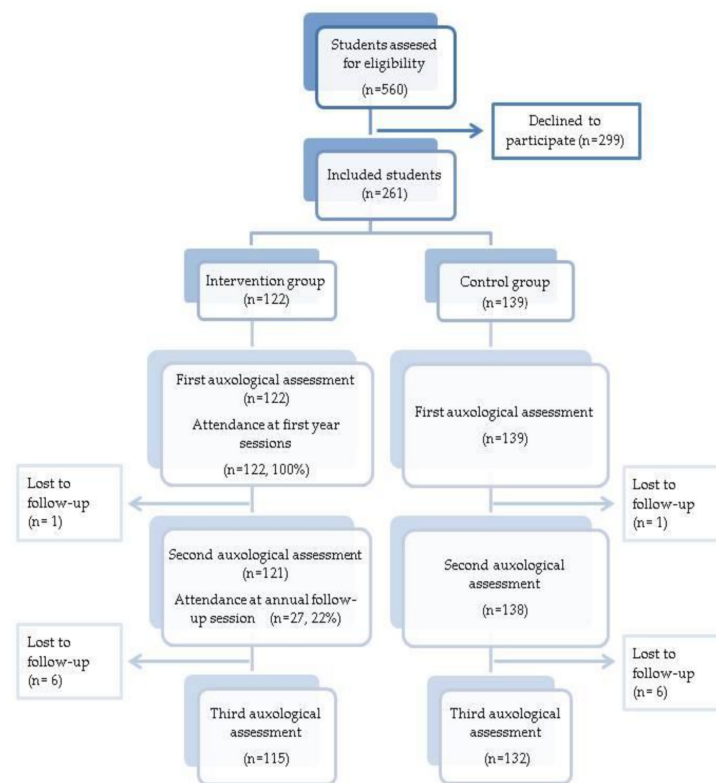 Students assesed
for eligibility
(n=560)
Declined to
participate (n=299)
Included students
(n=261)
Intervention group
(n=122)
Control group
(n=139)
First auxological assessment
(n=122)
Attendance at first year
sessions
(n=122, 100%)
First auxological assessment
(n=139)
Lost to
follow-up
(n= 1)
Lost to
follow-up
(n= 1)
Second auxological assessment
(n=121)
Attendance at annual follow-
up session (n=27, 22%)
Second auxological
assessment
(n=138)
Lost to
follow-up
(n= 6)
Lost to
follow-up
(n= 6)
Third auxological
assessment
(n=115)
Third auxological
assessment
(n=132)